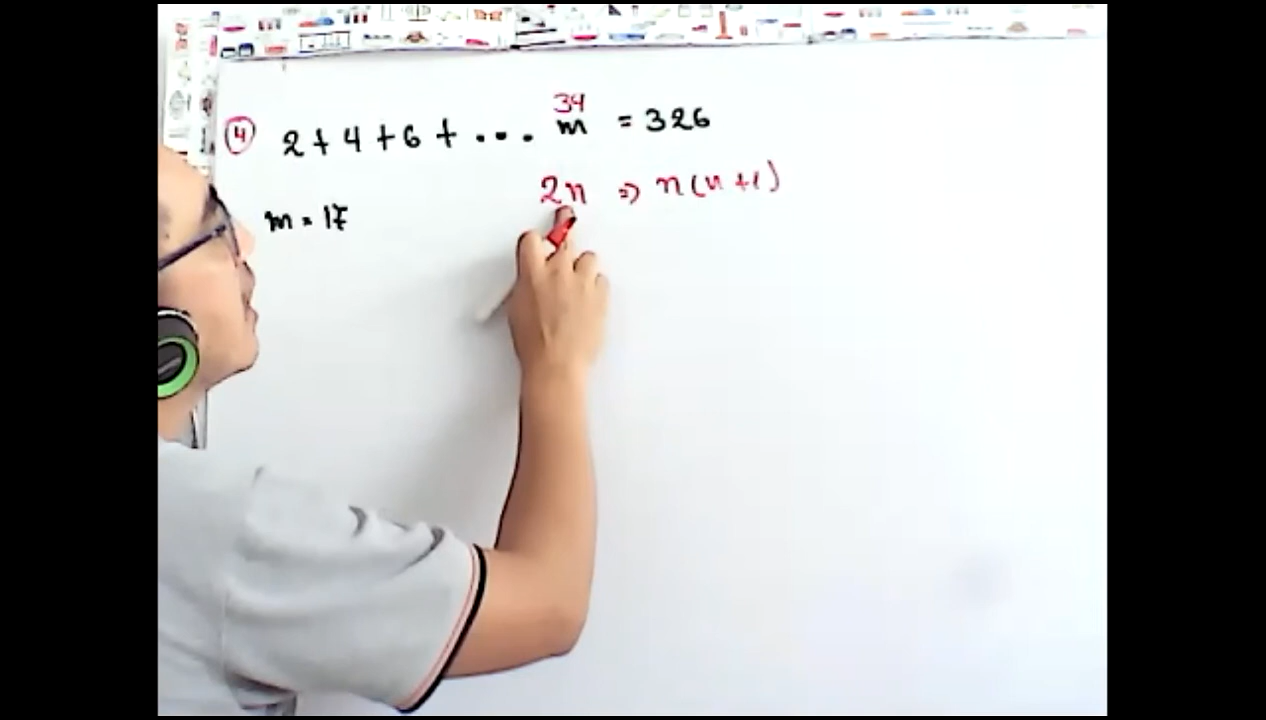 34
4 2 + 4 + 6 + ... m = 326
2n ⇒ n(n+1)
m = 17